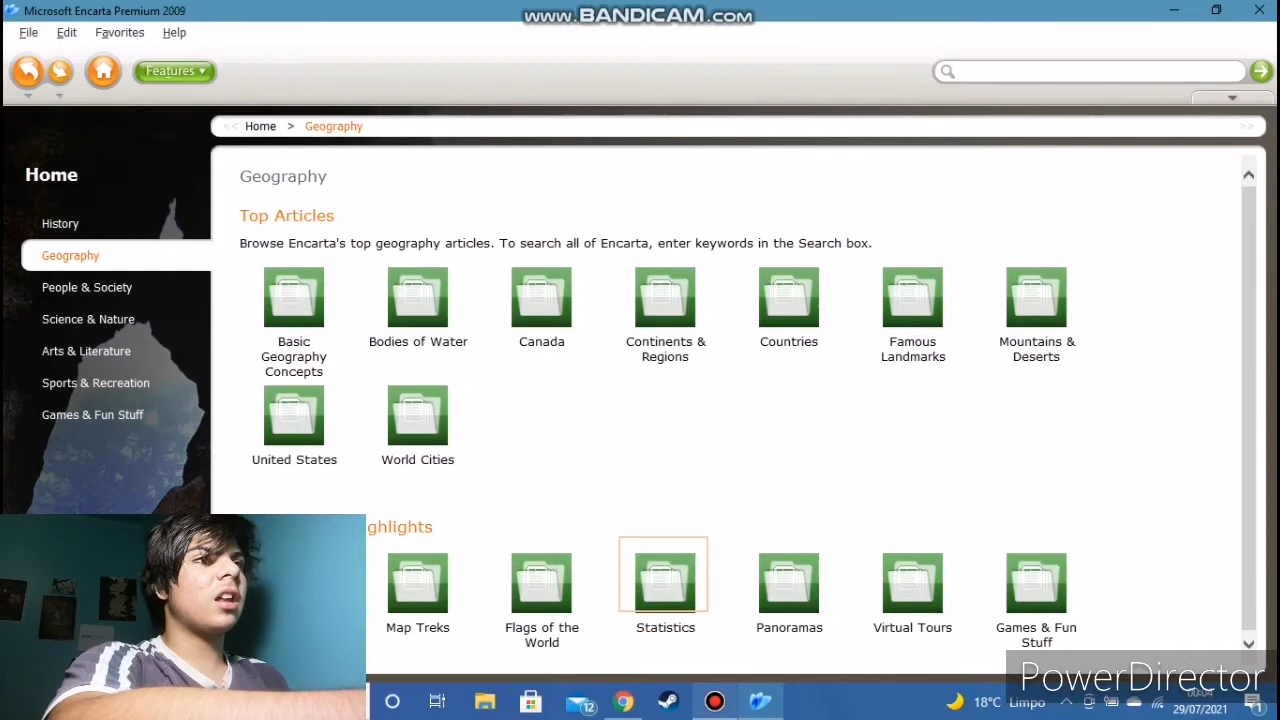 Microsoft Encarta Premium 2009
www.BANDICAM.com
File Edit Favorites Help
Features
<< Home > Geography >>
Home
History
Geography
People & Society
Science & Nature
Arts & Literature
Sports & Recreation
Games & Fun Stuff
Geography
Top Articles
Browse Encarta's top geography articles. To search all of Encarta, enter keywords in the Search box.
Basic Geography Concepts
Bodies of Water
Canada
Continents & Regions
Countries
Famous Landmarks
Mountains & Deserts
United States
World Cities
ghlights
Map Treks
Flags of the World
Statistics
Panoramas
Virtual Tours
Games & Fun Stuff
PowerDirector
12
18°C Limpo
00:04
29/07/2021
1